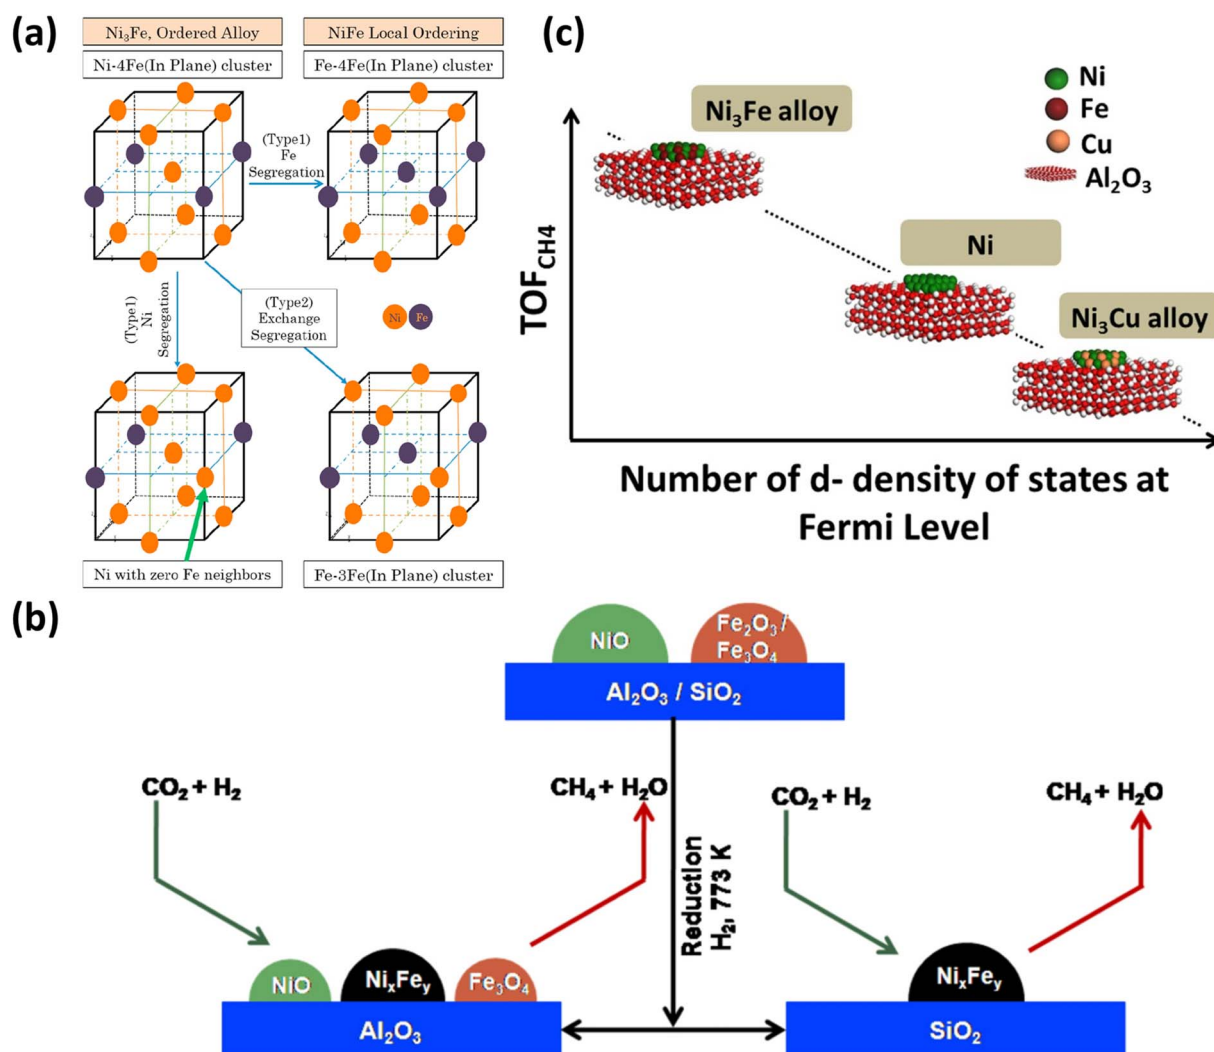 (a)
Ni₃Fe, Ordered Alloy
NiFe Local Ordering
Ni-4Fe(In Plane) cluster
Fe-4Fe(In Plane) cluster
(Type1)
Fe
Segregation
(Type1)
Ni
Segregation
(Type2)
Exchange
Segregation
Ni
Fe
Ni with zero Fe neighbors
Fe-3Fe(In Plane) cluster
(c)
TOF_CH4
Ni₃Fe alloy
Ni
Ni₃Cu alloy
Ni
Fe
Cu
Al₂O₃
Number of d- density of states at
Fermi Level
(b)
NiO
Fe₂O₃ /
Fe₃O₄
Al₂O₃ / SiO₂
CO₂ + H₂
CH₄ + H₂O
Reduction
H₂, 773 K
CO₂ + H₂
CH₄ + H₂O
NiO
NiₓFeᵧ
Fe₃O₄
Al₂O₃
NiₓFeᵧ
SiO₂